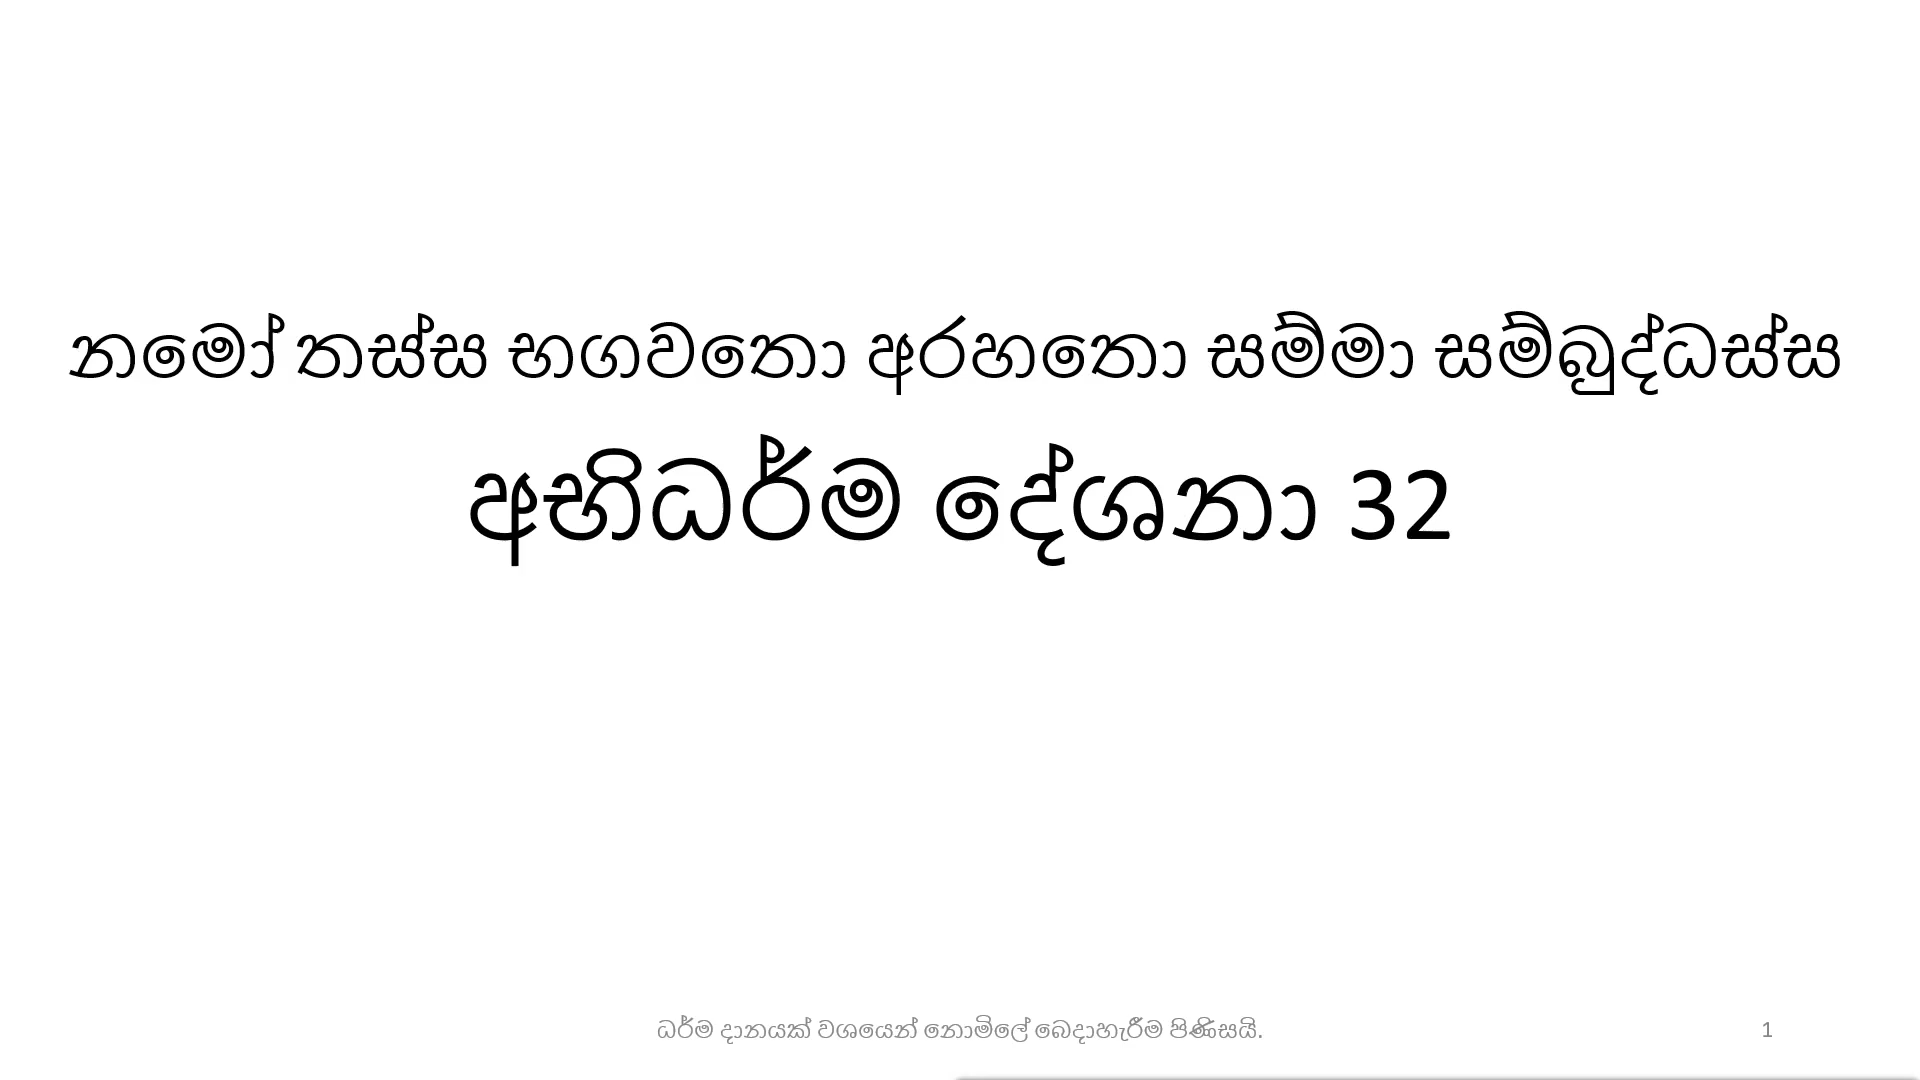 නමෝ තස්ස භගවතො අරහතො සම්මා සම්බුද්ධස්ස
අභිධර්ම දේශනා 32
ධර්ම දානයක් වශයෙන් නොමිලේ බෙදාහැරීම පිණිසයි.
1